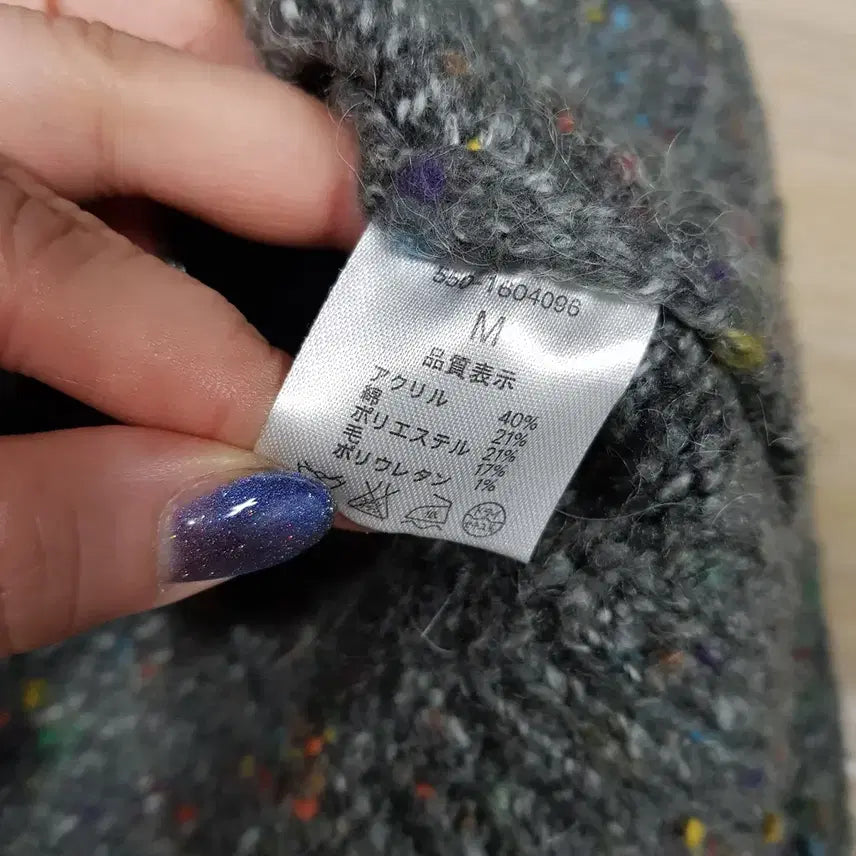 550-1604096
M
品質表示
アクリル 40%
綿 21%
ポリエステル 21%
毛 17%
ポリウレタン 1%